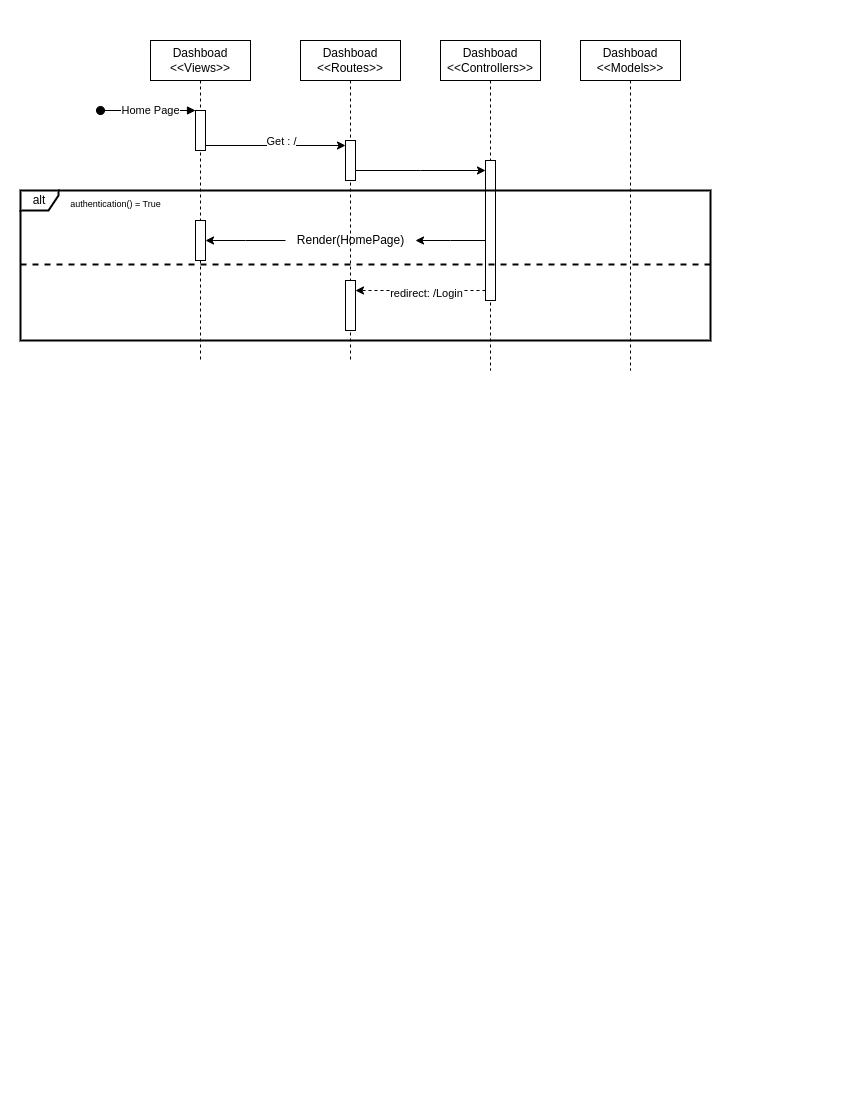 Dashboad
<<Views>>
Dashboad
<<Routes>>
Dashboad
<<Controllers>>
Dashboad
<<Models>>
Home Page
Get : /
alt
authentication() = True
Render(HomePage)
redirect: /Login